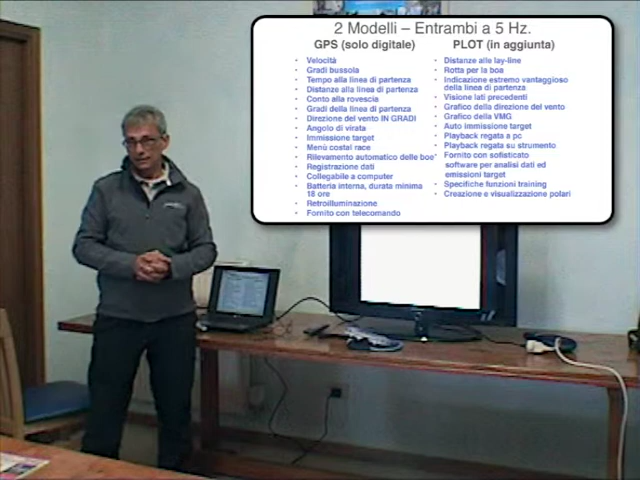 2 Modelli – Entrambi a 5 Hz.
GPS (solo digitale)
Velocità
Gradi bussola
Tempo alla linea di partenza
Distanze alla linea di partenza
Conto alla rovescia
Gradi della linea di partenza
Direzione del vento IN GRADI
Angolo di virata
Immissione target
Menù costal race
Rilevamento automatico delle boe
Registrazione dati
Collegabile a computer
Batteria interna, durata minima
18 ore
Retroilluminazione
Fornito con telecomando
PLOT (in aggiunta)
Distanze alle lay-line
Rotta per la boa
Indicazione estremo vantaggioso
della linea di partenza
Visione lati precedenti
Grafico della direzione del vento
Grafico della VMG
Auto immissione target
Playback regata a pc
Playback regata su strumento
Fornito con sofisticato
software per analisi dati ed
emissioni target
Specifiche funzioni training
Creazione e visualizzazione polari